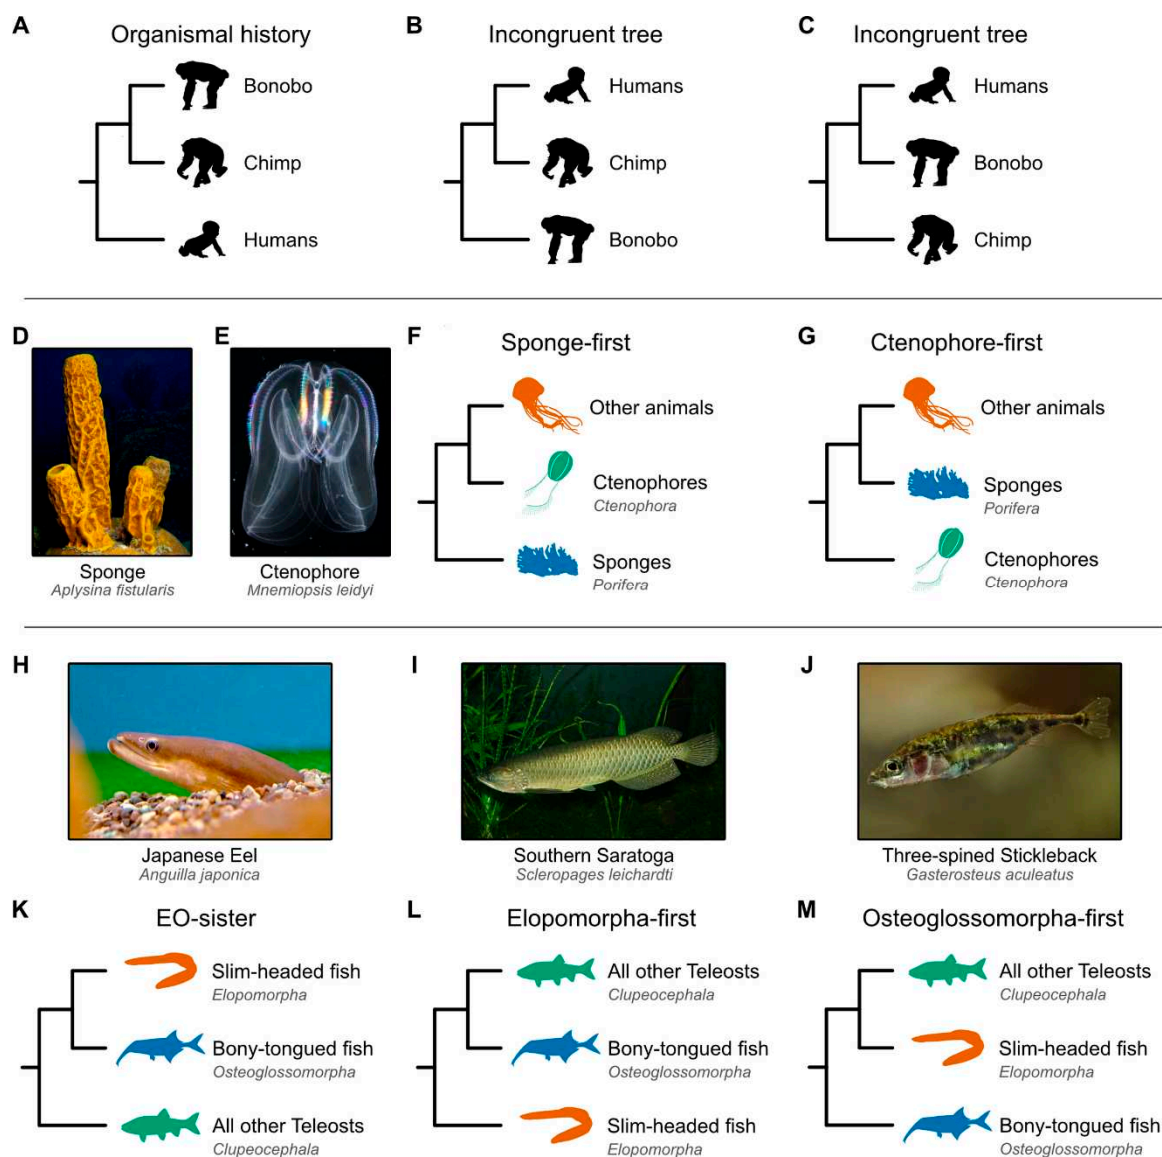 A
Organismal history
Bonobo
Chimp
Humans
B
Incongruent tree
Humans
Chimp
Bonobo
C
Incongruent tree
Humans
Bonobo
Chimp
D
Sponge
Aplysina fistularis
E
Ctenophore
Mnemiopsis leidyi
F
Sponge-first
Other animals
Ctenophores
Ctenophora
Sponges
Porifera
G
Ctenophore-first
Other animals
Sponges
Porifera
Ctenophores
Ctenophora
H
Japanese Eel
Anguilla japonica
I
Southern Saratoga
Scleropages leichardti
J
Three-spined Stickleback
Gasterosteus aculeatus
K
EO-sister
Slim-headed fish
Elopomorpha
Bony-tongued fish
Osteoglossomorpha
All other Teleosts
Clupeocephala
L
Elopomorpha-first
All other Teleosts
Clupeocephala
Bony-tongued fish
Osteoglossomorpha
Slim-headed fish
Elopomorpha
M
Osteoglossomorpha-first
All other Teleosts
Clupeocephala
Slim-headed fish
Elopomorpha
Bony-tongued fish
Osteoglossomorpha